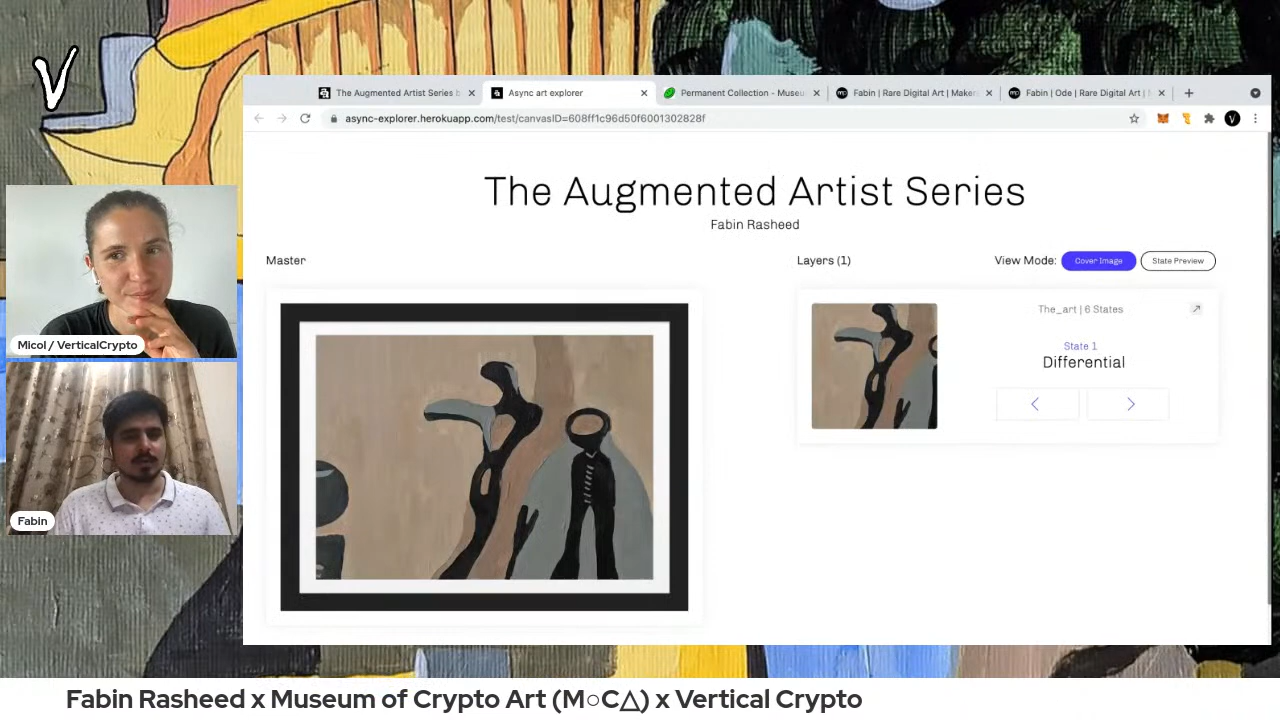 V
The Augmented Artist Series b
Async art explorer
Permanent Collection - Museu
Fabin | Rare Digital Art | Maker
Fabin | Ode | Rare Digital Art |
async-explorer.herokuapp.com/test/canvasID=608ff1c96d50f6001302828f
The Augmented Artist Series
Fabin Rasheed
Master
Layers (1)
View Mode:
Cover Image
State Preview
The_art | 6 States
State 1
Differential
Micol / VerticalCrypto
Fabin
Fabin Rasheed x Museum of Crypto Art (M○C△) x Vertical Crypto